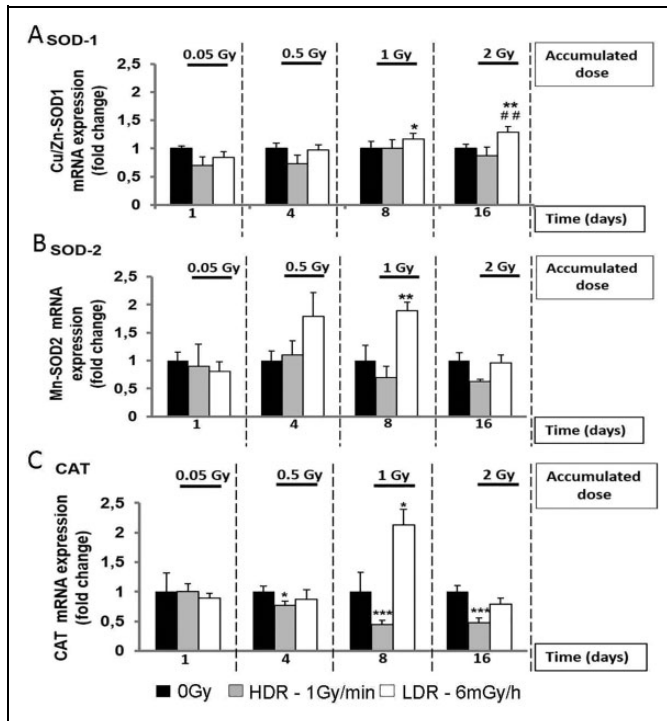 A SOD-1
0.05 Gy 0.5 Gy 1 Gy 2 Gy
Accumulated dose
Cu/Zn-SOD1 mRNA expression (fold change)
2,5
2
1,5
1
0,5
0
*
**
##
1 4 8 16
Time (days)
B SOD-2
0.05 Gy 0.5 Gy 1 Gy 2 Gy
Accumulated dose
Mn-SOD2 mRNA expression (fold change)
2,5
2
1,5
1
0,5
0
**
1 4 8 16
Time (days)
C CAT
0.05 Gy 0.5 Gy 1 Gy 2 Gy
Accumulated dose
CAT mRNA expression (fold change)
2,5
2
1,5
1
0,5
0
*
***
*
***
1 4 8 16
Time (days)
0Gy HDR - 1Gy/min LDR - 6mGy/h